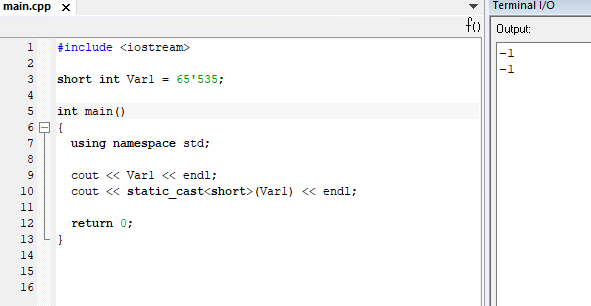 main.cpp x
Terminal I/O
f()
Output:
1 #include <iostream>
2
3 short int Var1 = 65'535;
4
5 int main()
6 {
7 using namespace std;
8
9 cout << Var1 << endl;
10 cout << static_cast<short>(Var1) << endl;
11
12 return 0;
13 }
14
15
16
-1
-1